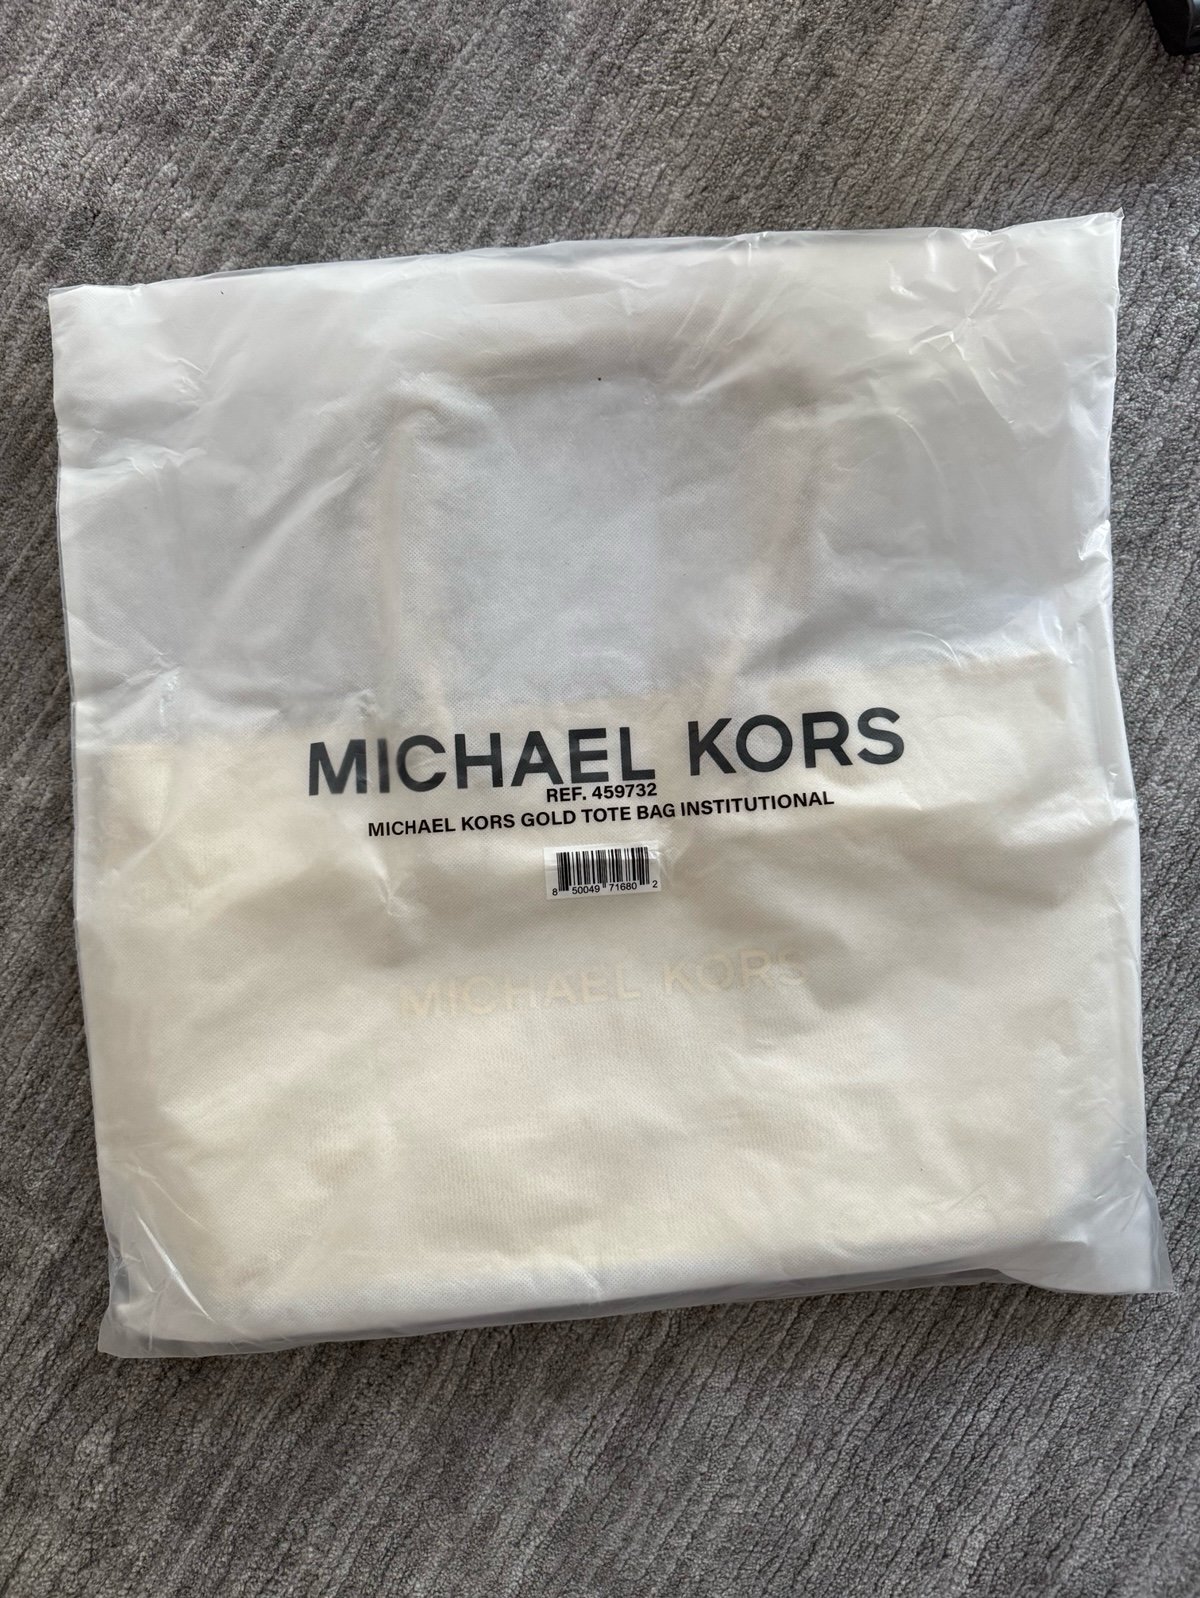 MICHAEL KORS
REF. 459732
MICHAEL KORS GOLD TOTE BAG INSTITUTIONAL
8 50049 71680 2
MICHAEL KORS